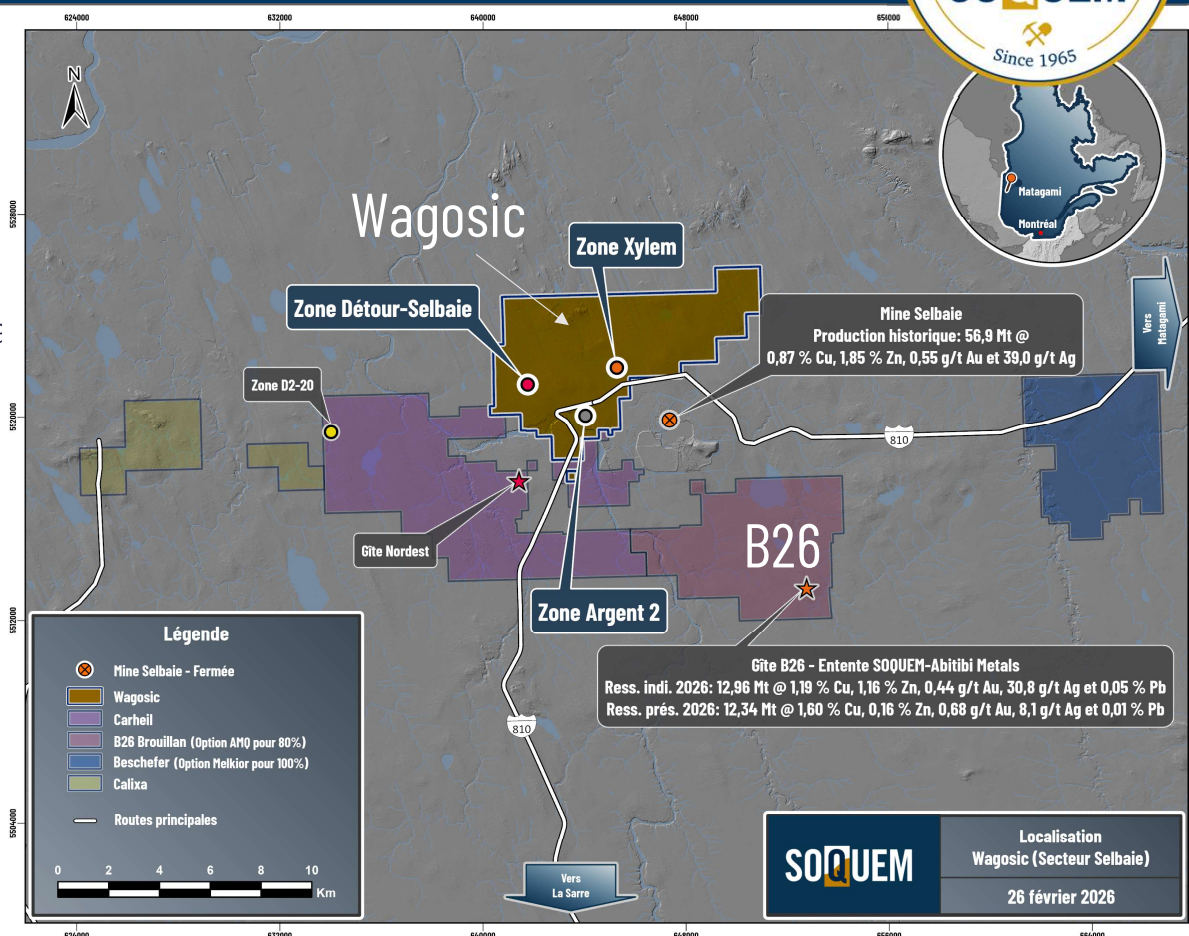 624000
632000
640000
648000
Since 1965
N
Matagami
Montréal
5528000
Wagosic
Zone Xylem
Zone Détour-Selbaie
Mine Selbaie
Production historique: 56,9 Mt @
0,87 % Cu, 1,85 % Zn, 0,55 g/t Au et 39,0 g/t Ag
Vers
Matagami
Zone D2-20
5520000
810
Gîte Nordest
B26
Zone Argent 2
5512000
Gîte B26 - Entente SOQUEM-Abitibi Metals
Ress. indi. 2026: 12,96 Mt @ 1,19 % Cu, 1,16 % Zn, 0,44 g/t Au, 30,8 g/t Ag et 0,05 % Pb
Ress. prés. 2026: 12,34 Mt @ 1,60 % Cu, 0,16 % Zn, 0,68 g/t Au, 8,1 g/t Ag et 0,01 % Pb
810
Légende
Mine Selbaie - Fermée
Wagosic
Carheil
B26 Brouillan (Option AMQ pour 80%)
Beschefer (Option Melkior pour 100%)
Calixa
Routes principales
0 2 4 6 8 10
Km
5504000
Vers
La Sarre
SOQUEM
Localisation
Wagosic (Secteur Selbaie)
26 février 2026